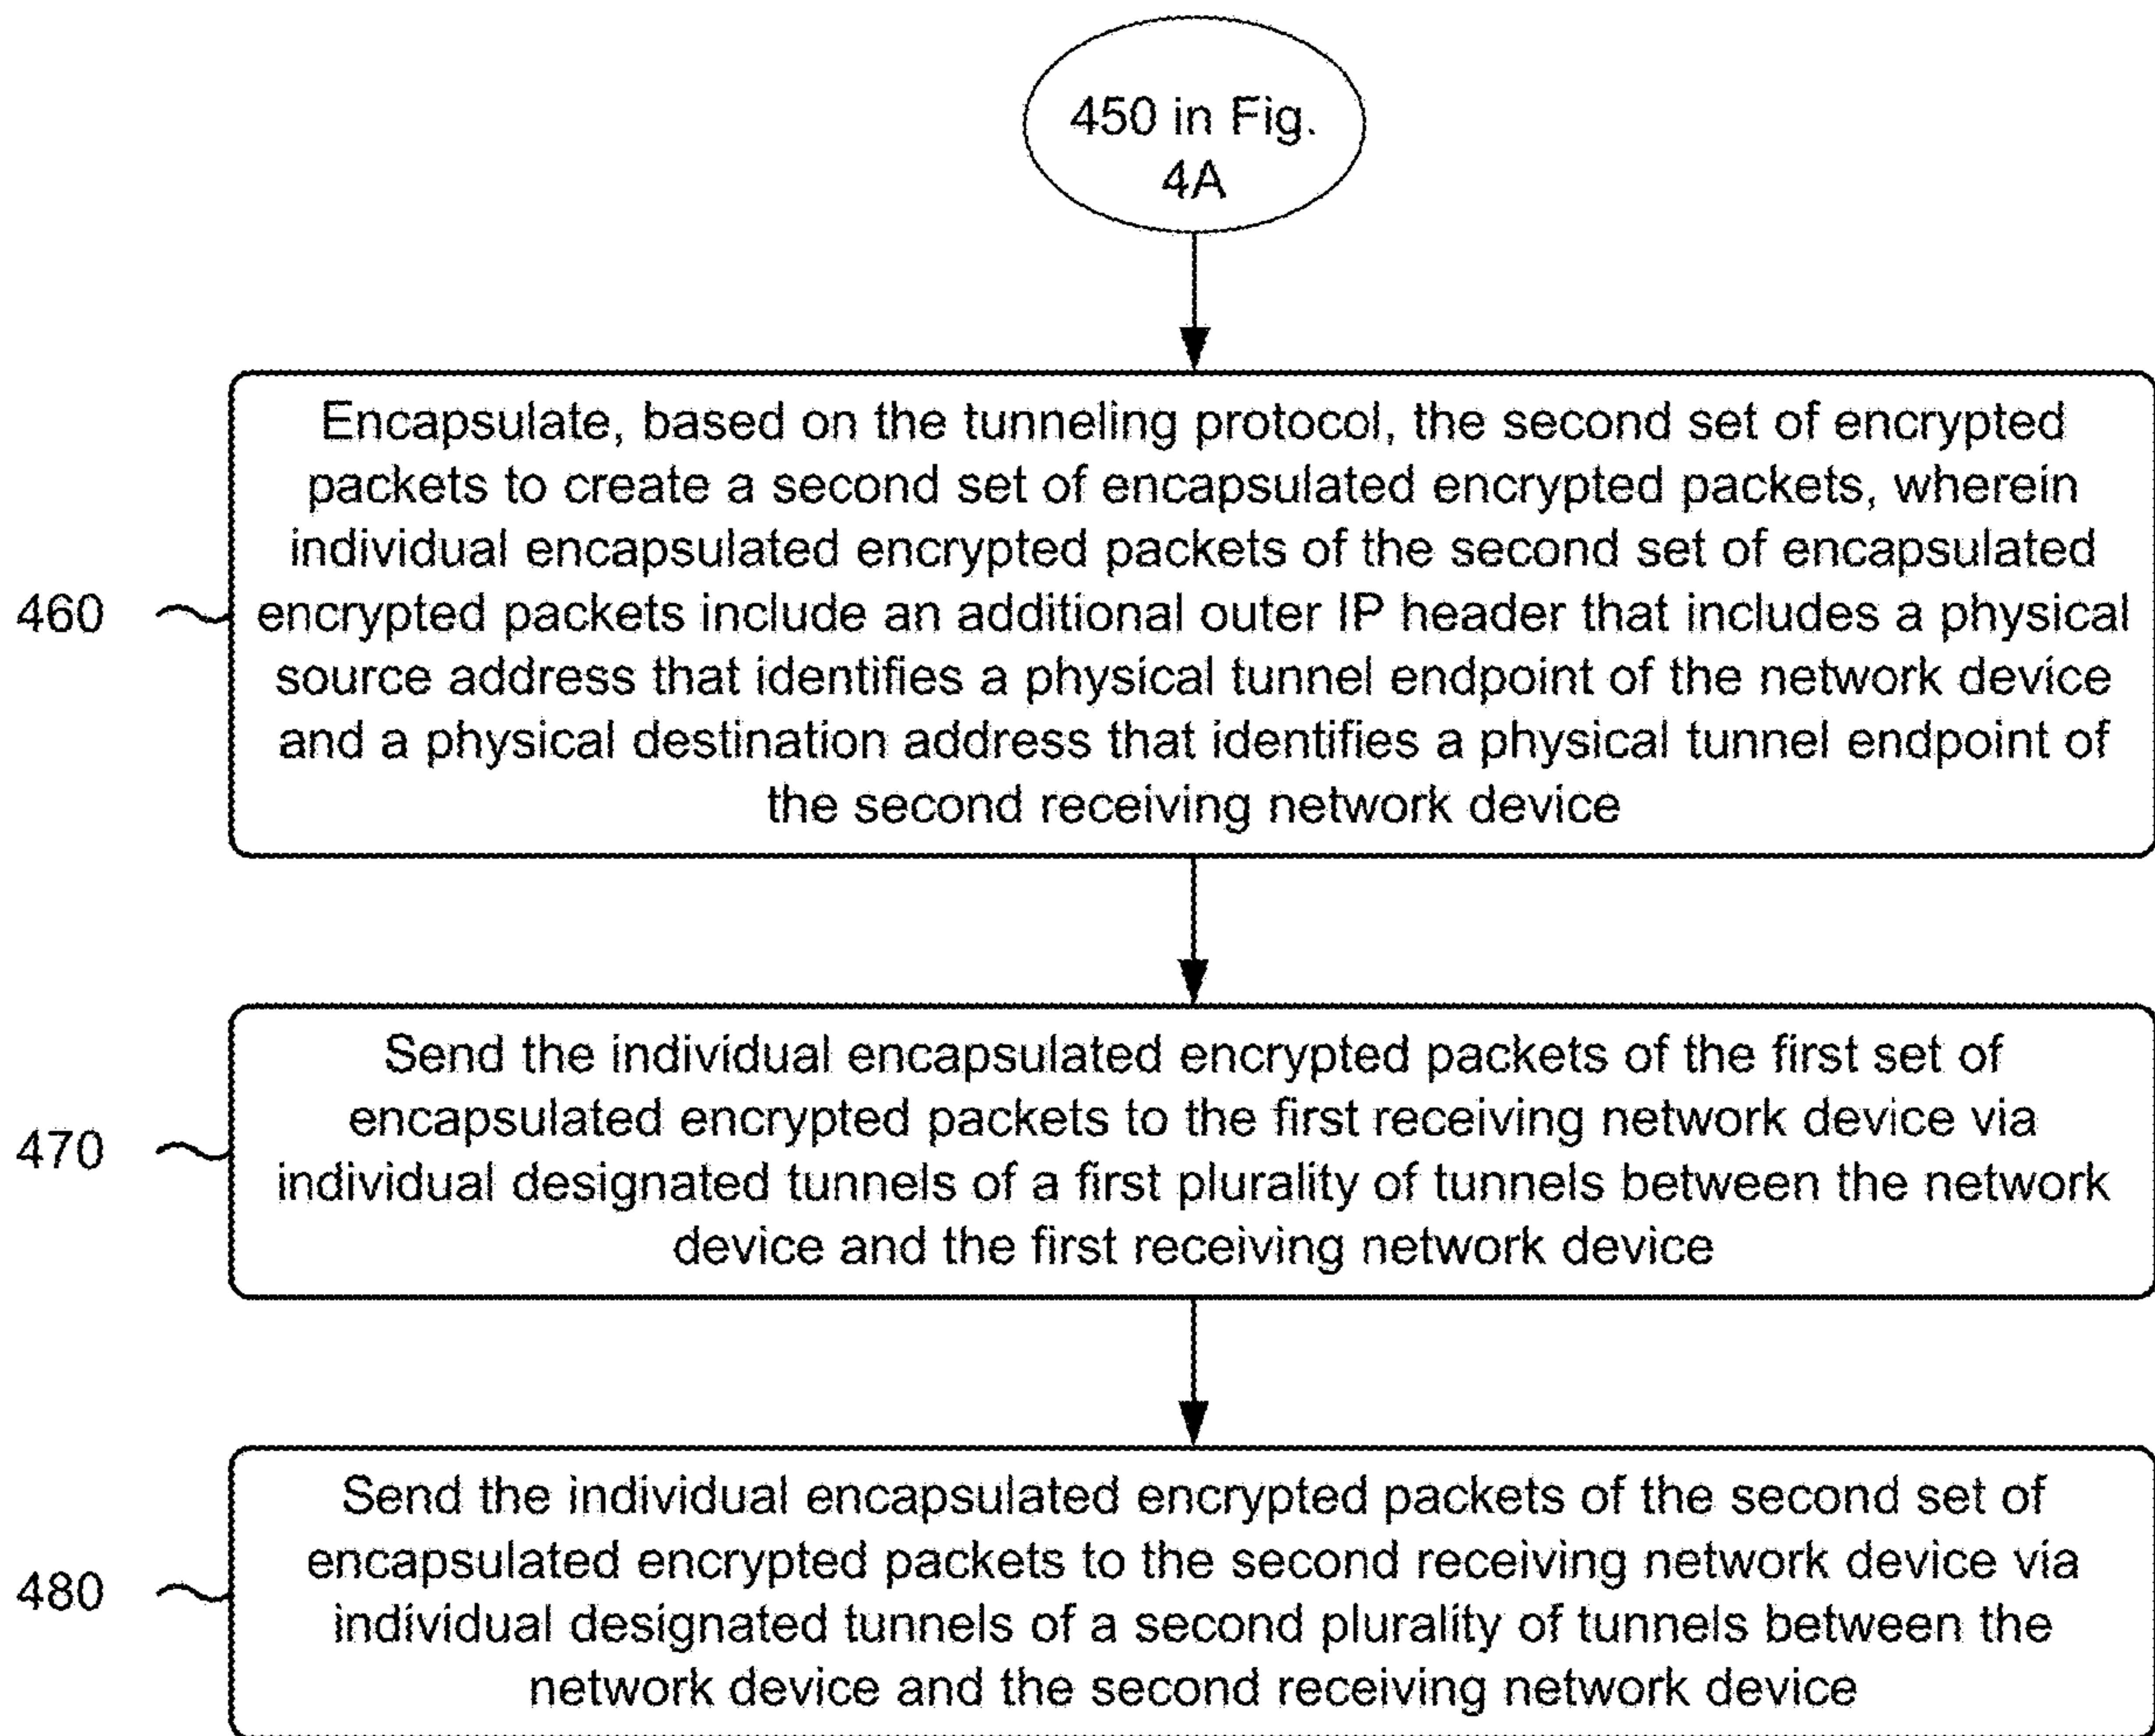 450 in Fig.
4A
460
Encapsulate, based on the tunneling protocol, the second set of encrypted
packets to create a second set of encapsulated encrypted packets, wherein
individual encapsulated encrypted packets of the second set of encapsulated
encrypted packets include an additional outer IP header that includes a physical
source address that identifies a physical tunnel endpoint of the network device
and a physical destination address that identifies a physical tunnel endpoint of
the second receiving network device
470
Send the individual encapsulated encrypted packets of the first set of
encapsulated encrypted packets to the first receiving network device via
individual designated tunnels of a first plurality of tunnels between the network
device and the first receiving network device
480
Send the individual encapsulated encrypted packets of the second set of
encapsulated encrypted packets to the second receiving network device via
individual designated tunnels of a second plurality of tunnels between the
network device and the second receiving network device